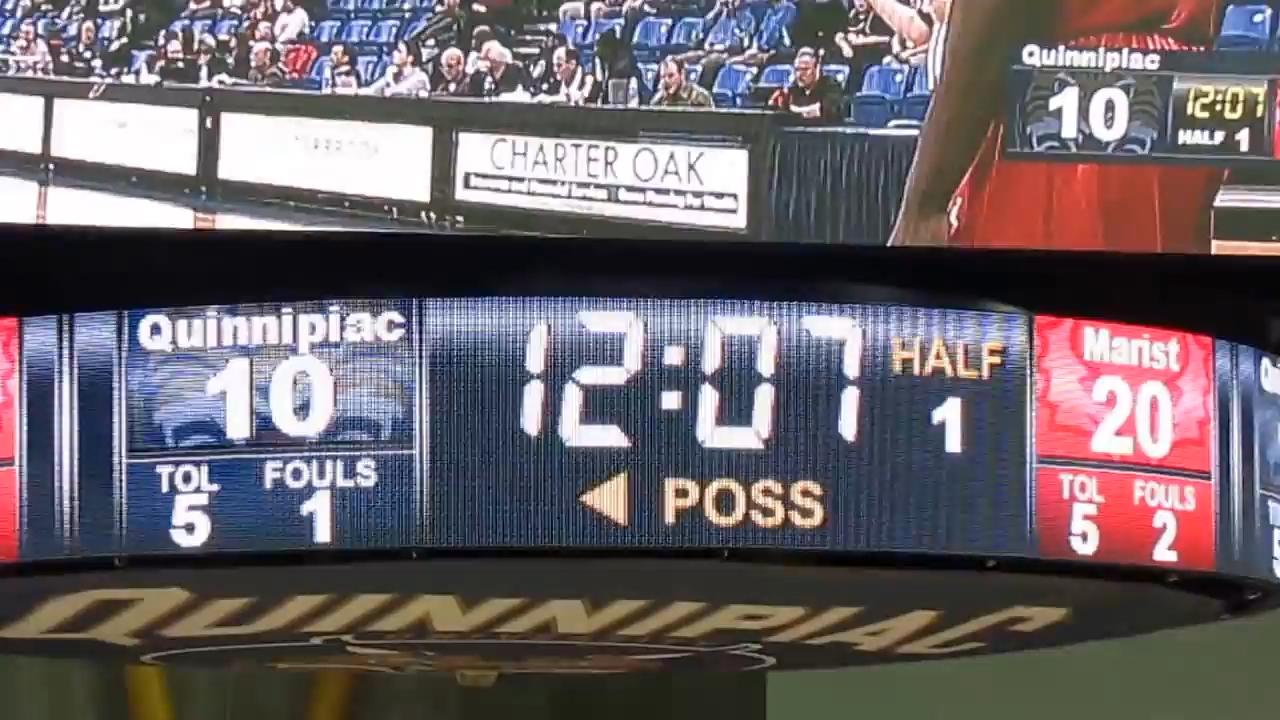 Quinnipiac
10
12:07
HALF 1
CHARTER OAK
Quinnipiac
10
TOL
5
FOULS
1
12:07
HALF
1
POSS
Marist
20
TOL
5
FOULS
2
QUINNIPIAC